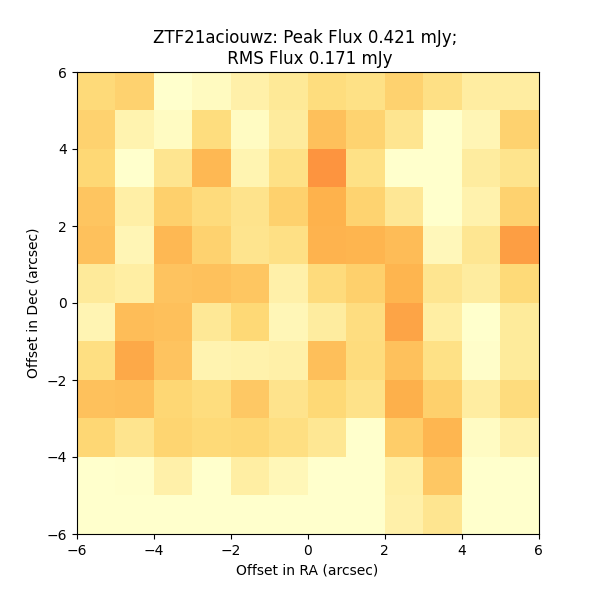 ZTF21aciouwz: Peak Flux 0.421 mJy;
RMS Flux 0.171 mJy
6
4
2
0
−2
−4
−6
Offset in Dec (arcsec)
−6 −4 −2 0 2 4 6
Offset in RA (arcsec)